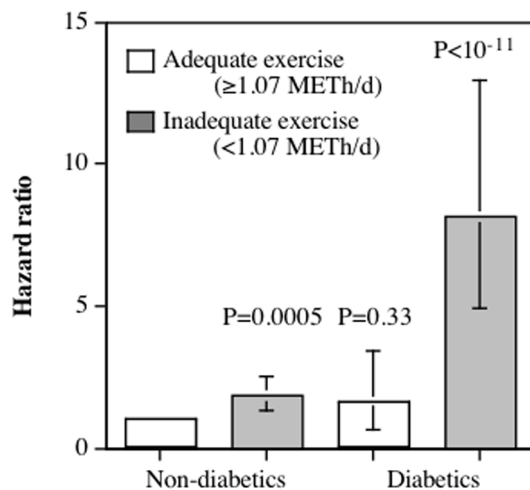 15
P<10-11
Adequate exercise
(≥1.07 METh/d)
Inadequate exercise
(<1.07 METh/d)
10
Hazard ratio
5
P=0.0005
P=0.33
0
Non-diabetics
Diabetics